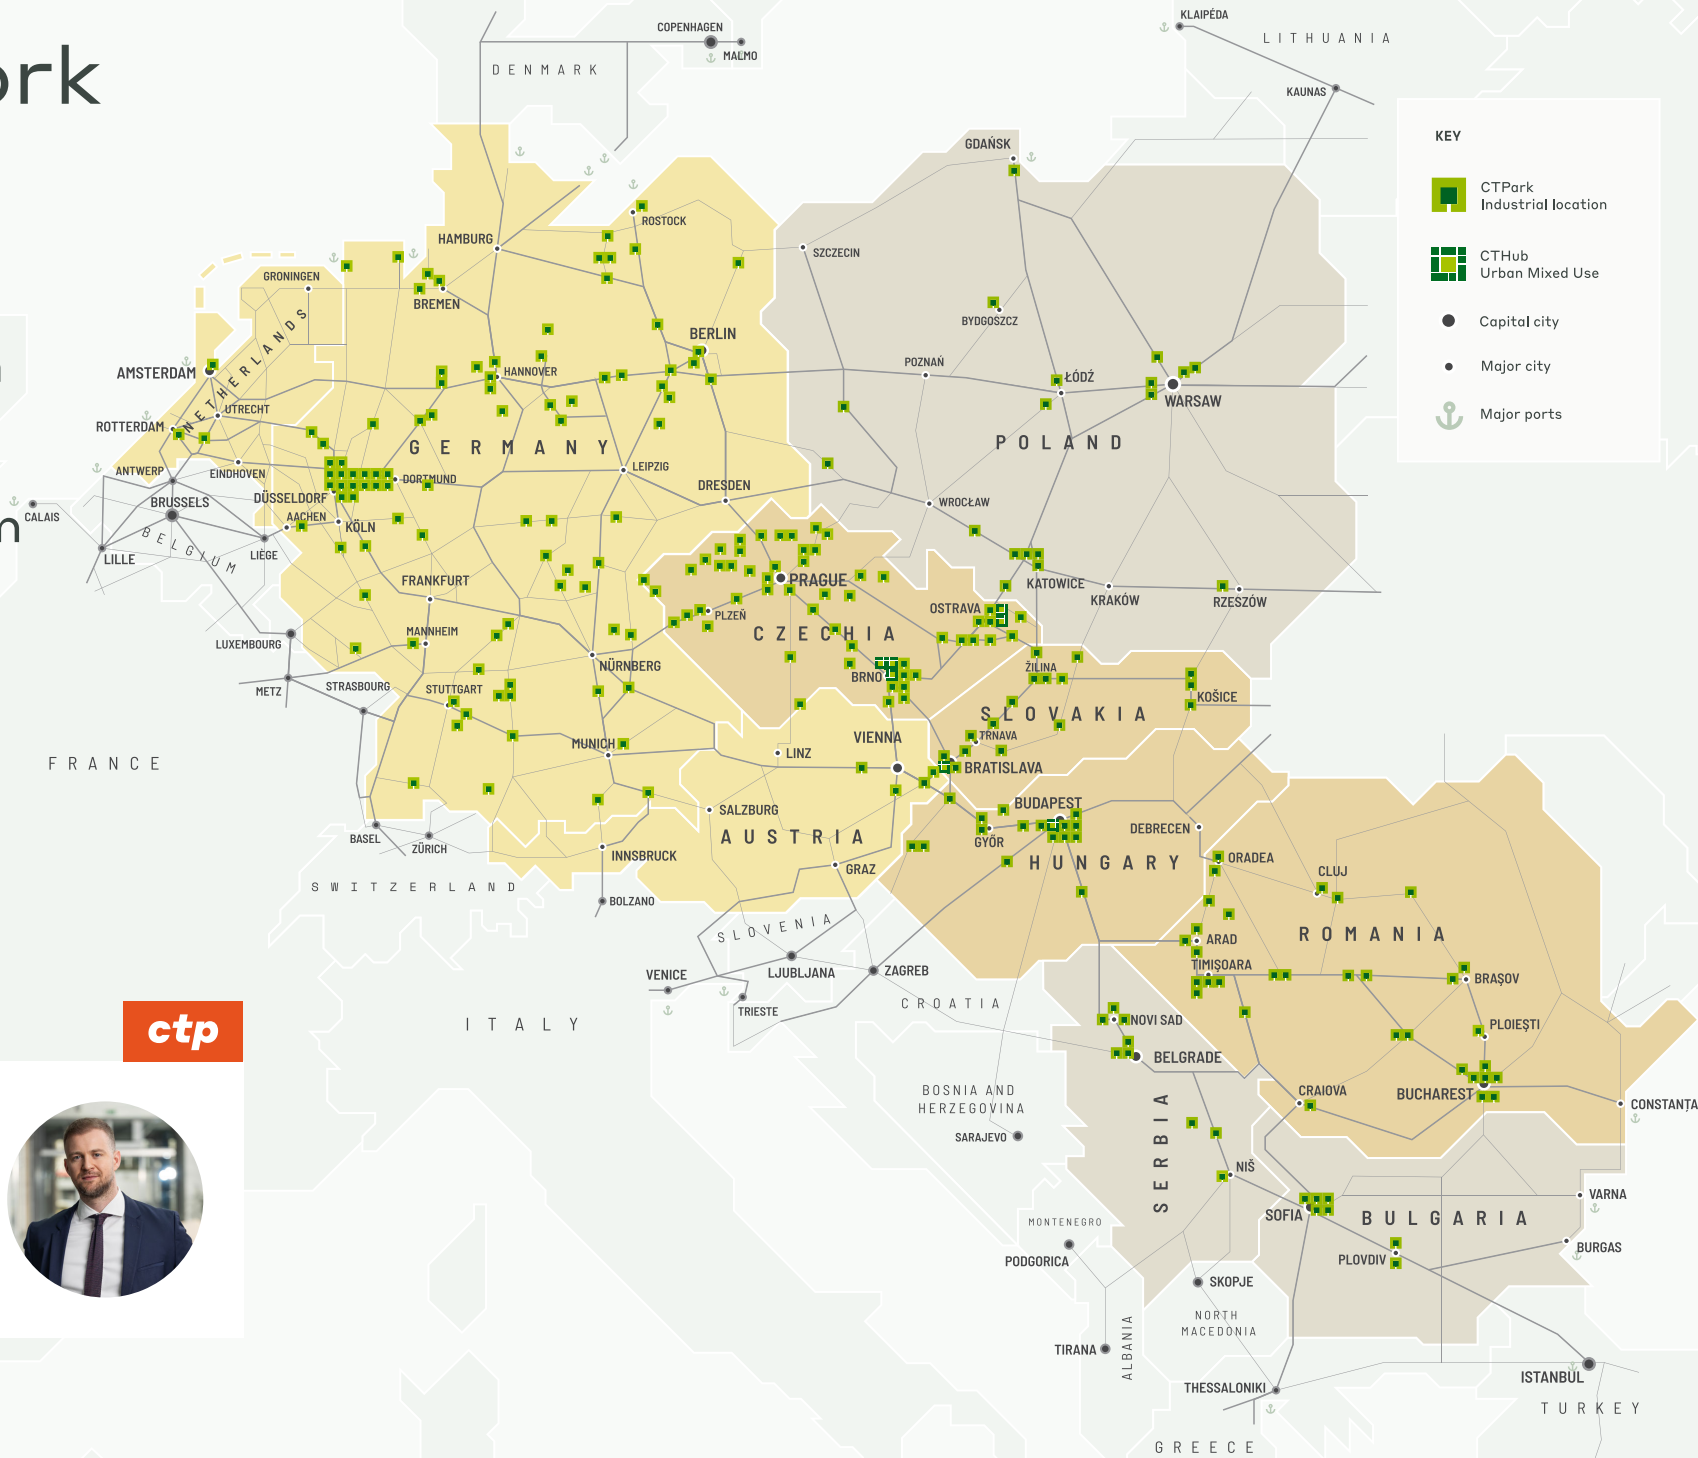 ork
m
KEY
CTPark
Industrial location
CTHub
Urban Mixed Use
Capital city
Major city
Major ports
COPENHAGEN
MALMO
DENMARK
KLAIPĖDA
LITHUANIA
KAUNAS
GDAŃSK
ROSTOCK
HAMBURG
SZCZECIN
GRONINGEN
BREMEN
BERLIN
BYDGOSZCZ
NETHERLANDS
AMSTERDAM
HANNOVER
POZNAŃ
ŁÓDŹ
WARSAW
UTRECHT
ROTTERDAM
GERMANY
POLAND
ANTWERP
EINDHOVEN
DORTMUND
LEIPZIG
DRESDEN
DÜSSELDORF
BRUSSELS
CALAIS
AACHEN
KÖLN
WROCŁAW
BELGIUM
LILLE
LIÈGE
FRANKFURT
PRAGUE
KATOWICE
KRAKÓW
RZESZÓW
OSTRAVA
PLZEŇ
CZECHIA
MANNHEIM
LUXEMBOURG
NÜRNBERG
BRNO
ŽILINA
METZ
STRASBOURG
STUTTGART
KOŠICE
SLOVAKIA
VIENNA
TRNAVA
MUNICH
LINZ
BRATISLAVA
FRANCE
SALZBURG
BUDAPEST
AUSTRIA
DEBRECEN
BASEL
ZÜRICH
GYÖR
INNSBRUCK
HUNGARY
ORADEA
GRAZ
CLUJ
SWITZERLAND
BOLZANO
SLOVENIA
ROMANIA
ARAD
TIMIȘOARA
VENICE
LJUBLJANA
ZAGREB
BRAȘOV
CROATIA
TRIESTE
ITALY
NOVI SAD
PLOIEȘTI
ctp
BELGRADE
BOSNIA AND
HERZEGOVINA
CRAIOVA
BUCHAREST
CONSTANȚA
SARAJEVO
SERBIA
NIŠ
VARNA
SOFIA
BULGARIA
MONTENEGRO
PODGORICA
PLOVDIV
BURGAS
SKOPJE
NORTH
MACEDONIA
TIRANA
ALBANIA
ISTANBUL
THESSALONIKI
TURKEY
GREECE